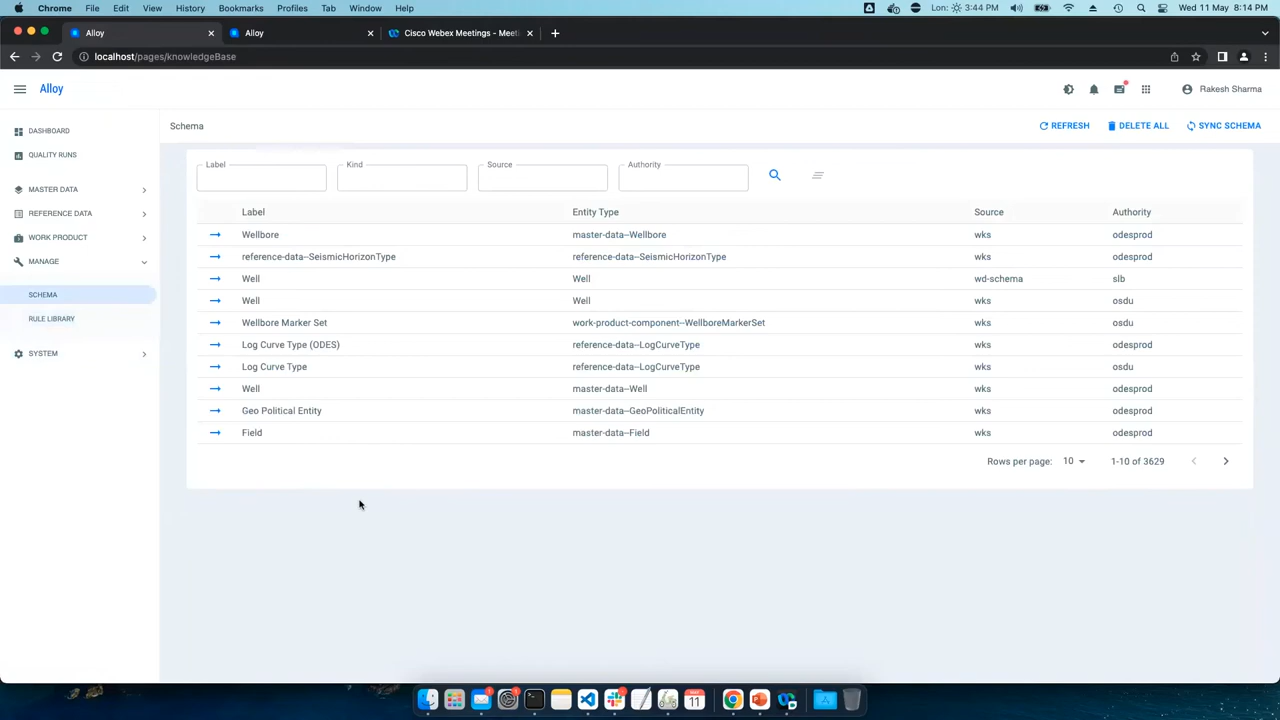 Chrome File Edit View History Bookmarks Profiles Tab Window Help Lon: 3:44 PM Wed 11 May 8:14 PM
Alloy Alloy Cisco Webex Meetings - Meeti
localhost/pages/knowledgeBase
Alloy Rakesh Sharma
DASHBOARD
QUALITY RUNS
MASTER DATA
REFERENCE DATA
WORK PRODUCT
MANAGE
SCHEMA
RULE LIBRARY
SYSTEM
Schema REFRESH DELETE ALL SYNC SCHEMA
Label Kind Source Authority
Label Entity Type Source Authority
Wellbore master-data--Wellbore wks odesprod
reference-data--SeismicHorizonType reference-data--SeismicHorizonType wks odesprod
Well Well wd-schema slb
Well Well wks osdu
Wellbore Marker Set work-product-component--WellboreMarkerSet wks osdu
Log Curve Type (ODES) reference-data--LogCurveType wks odesprod
Log Curve Type reference-data--LogCurveType wks osdu
Well master-data--Well wks odesprod
Geo Political Entity master-data--GeoPoliticalEntity wks odesprod
Field master-data--Field wks odesprod
Rows per page: 10 1-10 of 3629